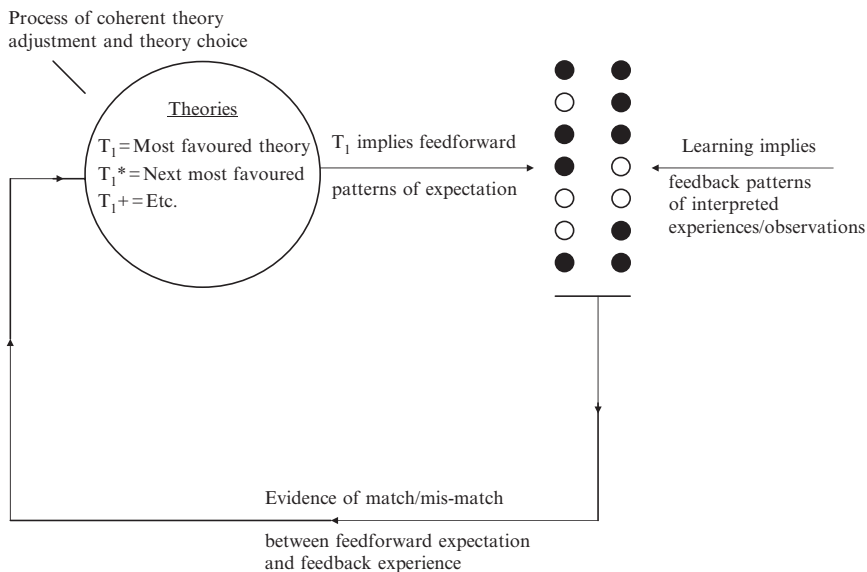 Process of coherent theory
adjustment and theory choice
Theories
T₁=Most favoured theory
T₁*=Next most favoured
T₁+=Etc.
T₁ implies feedforward
patterns of expectation
Learning implies
feedback patterns
of interpreted
experiences/observations
Evidence of match/mis-match
between feedforward expectation
and feedback experience